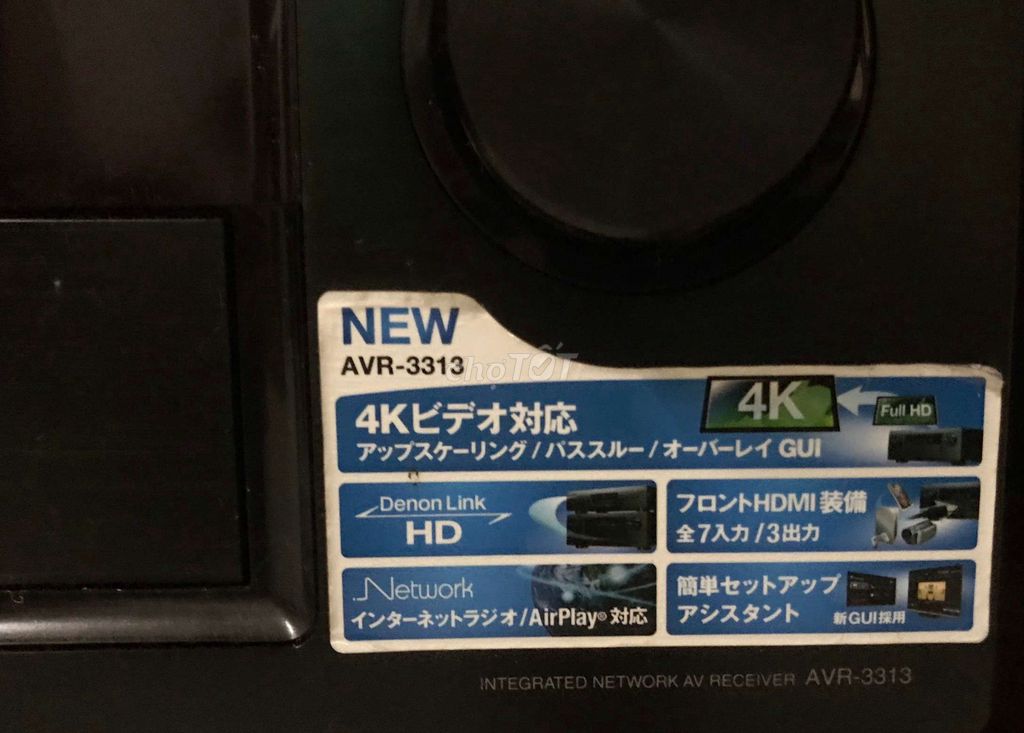 NEW
AVR-3313
choTỐT
4Kビデオ対応
アップスケーリング/パススルー/オーバーレイ GUI
4K
Full HD
Denon Link
HD
フロントHDMI装備
全7入力/3出力
Network
インターネットラジオ/AirPlay®対応
簡単セットアップ
アシスタント
新GUI採用
INTEGRATED NETWORK AV RECEIVER AVR-3313